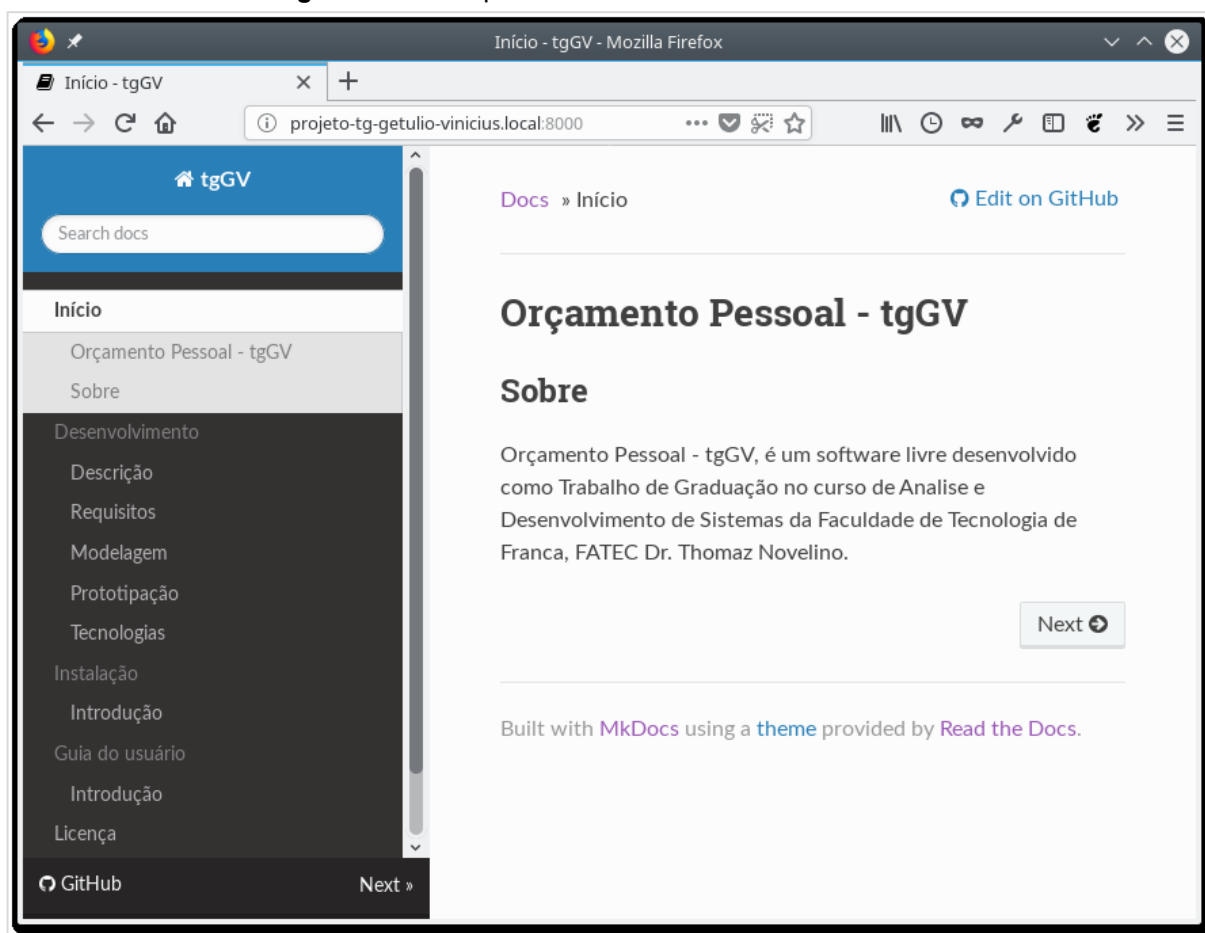 Início - tgGV - Mozilla Firefox
Início - tgGV
projeto-tg-getulio-vinicius.local:8000
tgGV
Search docs
Início
Orçamento Pessoal - tgGV
Sobre
Desenvolvimento
Descrição
Requisitos
Modelagem
Prototipação
Tecnologias
Instalação
Introdução
Guia do usuário
Introdução
Licença
GitHub Next »
Docs » Início Edit on GitHub
Orçamento Pessoal - tgGV
Sobre
Orçamento Pessoal - tgGV, é um software livre desenvolvido
como Trabalho de Graduação no curso de Analise e
Desenvolvimento de Sistemas da Faculdade de Tecnologia de
Franca, FATEC Dr. Thomaz Novelino.
Next
Built with MkDocs using a theme provided by Read the Docs.